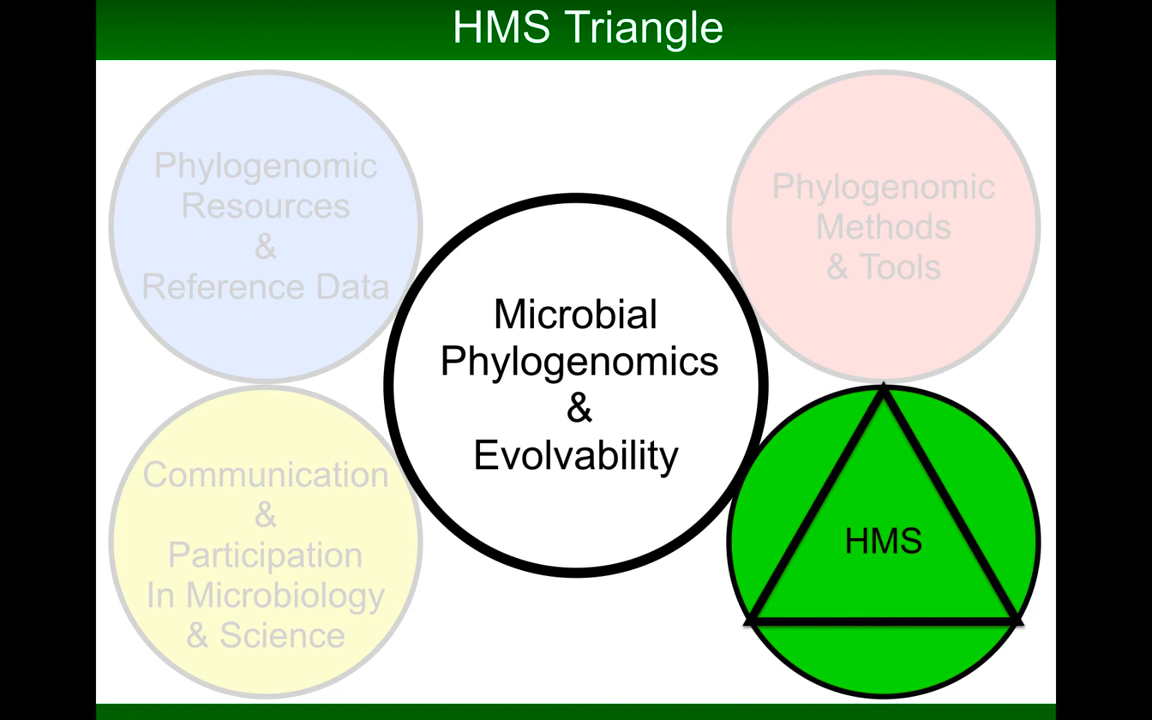 HMS Triangle
Phylogenomic
Resources
&
Reference Data
Phylogenomic
Methods
& Tools
Microbial
Phylogenomics
&
Evolvability
Communication
&
Participation
In Microbiology
& Science
HMS